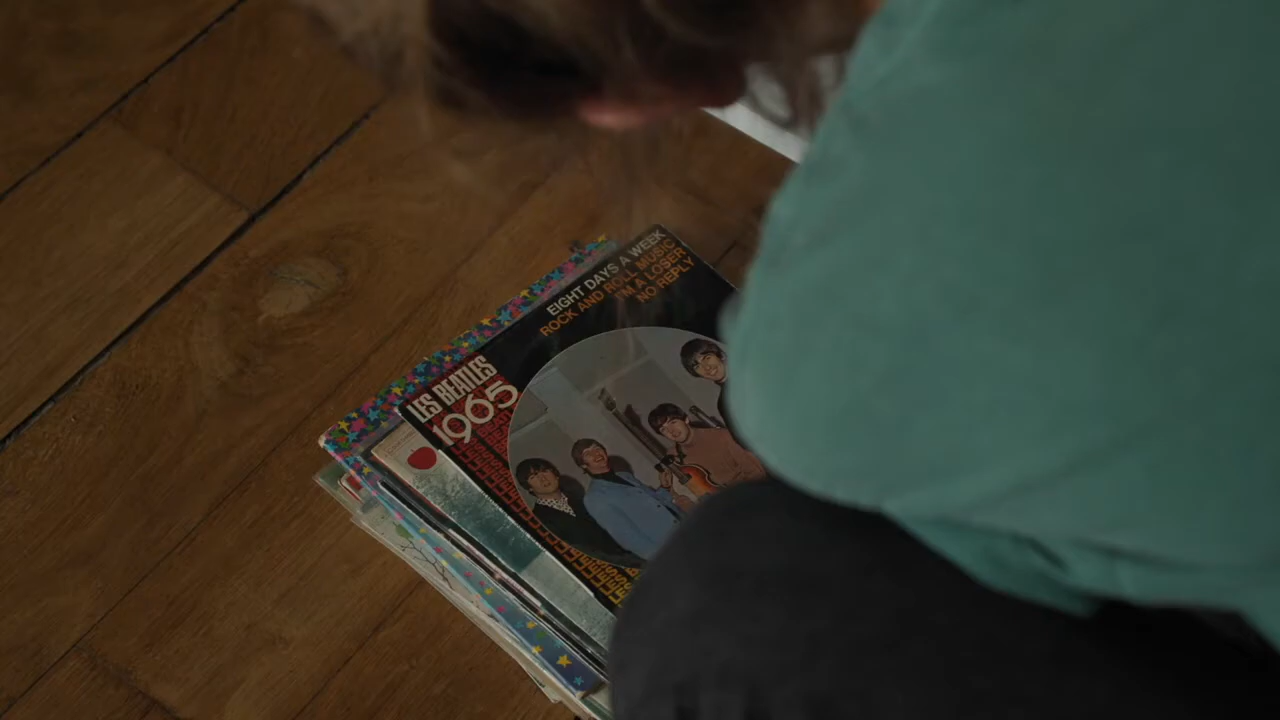 EIGHT DAYS A WEEK
ROCK AND ROLL MUSIC
I'M A LOSER
NO REPLY
LES BEATLES
1965